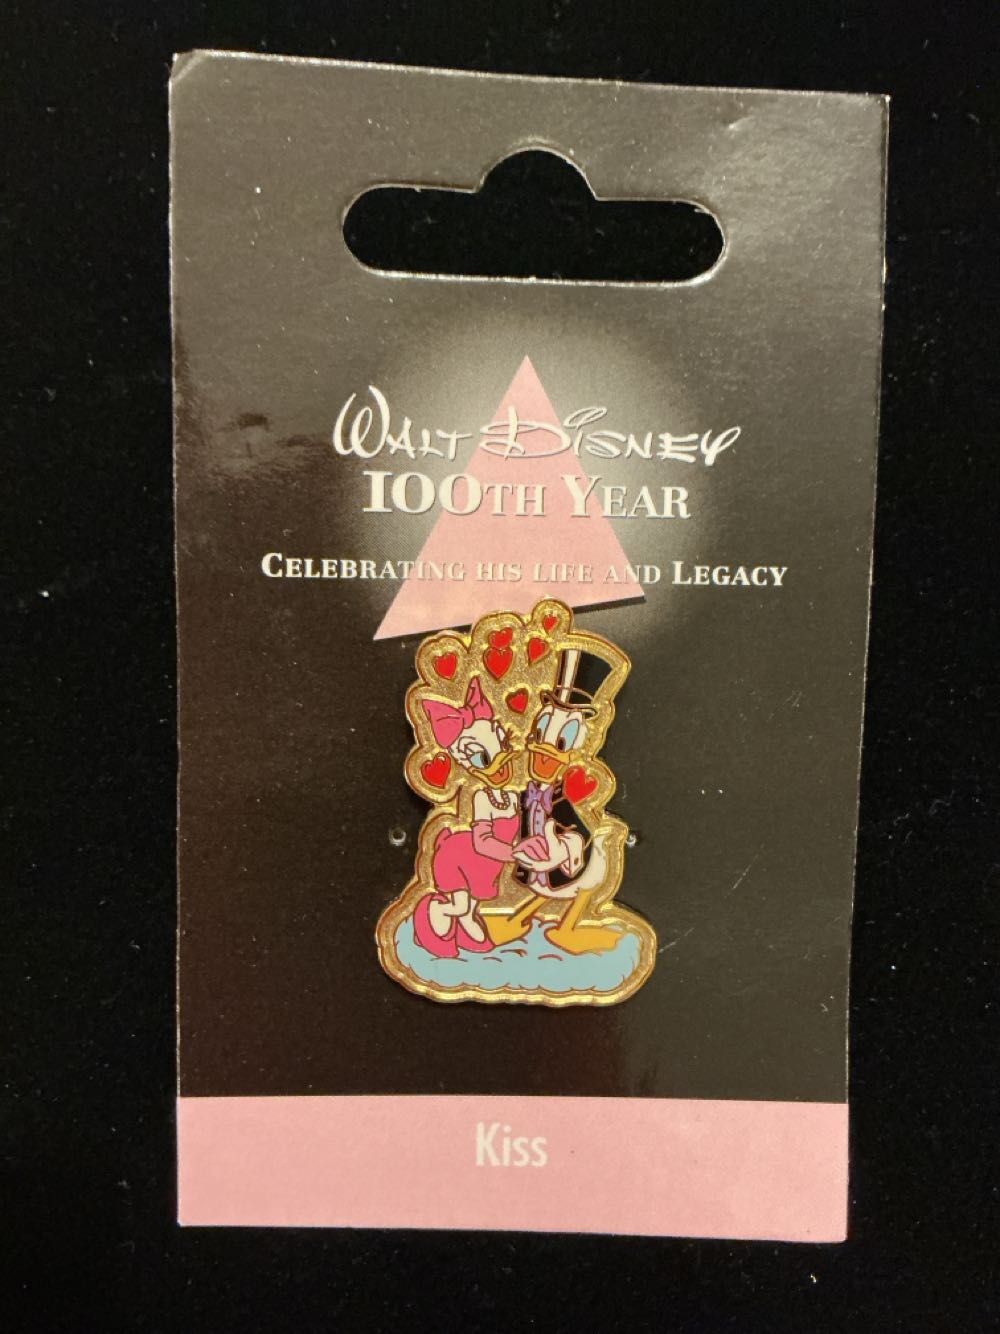 WALT DISNEY
100TH YEAR
CELEBRATING HIS LIFE AND LEGACY
Kiss